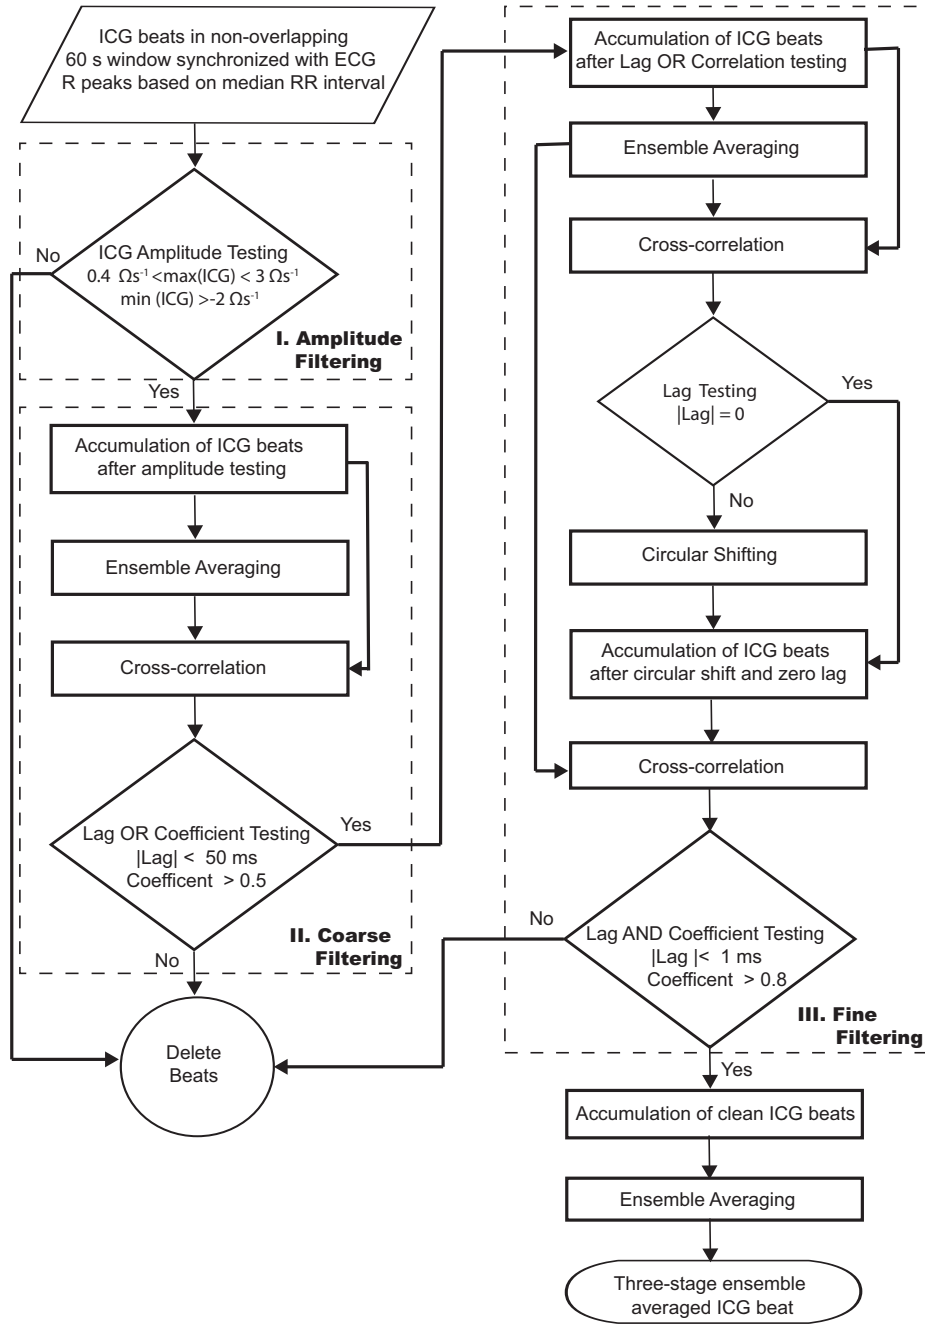 ICG beats in non-overlapping
60 s window synchronized with ECG
R peaks based on median RR interval
No
ICG Amplitude Testing
0.4 Ωs⁻¹ <max(ICG) < 3 Ωs⁻¹
min (ICG) >-2 Ωs⁻¹
I. Amplitude
Filtering
Yes
Accumulation of ICG beats
after amplitude testing
Ensemble Averaging
Cross-correlation
Lag OR Coefficient Testing
|Lag| < 50 ms
Coefficent > 0.5
Yes
II. Coarse
Filtering
No
Delete
Beats
Accumulation of ICG beats
after Lag OR Correlation testing
Ensemble Averaging
Cross-correlation
Lag Testing
|Lag| = 0
Yes
No
Circular Shifting
Accumulation of ICG beats
after circular shift and zero lag
Cross-correlation
No
Lag AND Coefficient Testing
|Lag |< 1 ms
Coefficent > 0.8
III. Fine
Filtering
Yes
Accumulation of clean ICG beats
Ensemble Averaging
Three-stage ensemble
averaged ICG beat